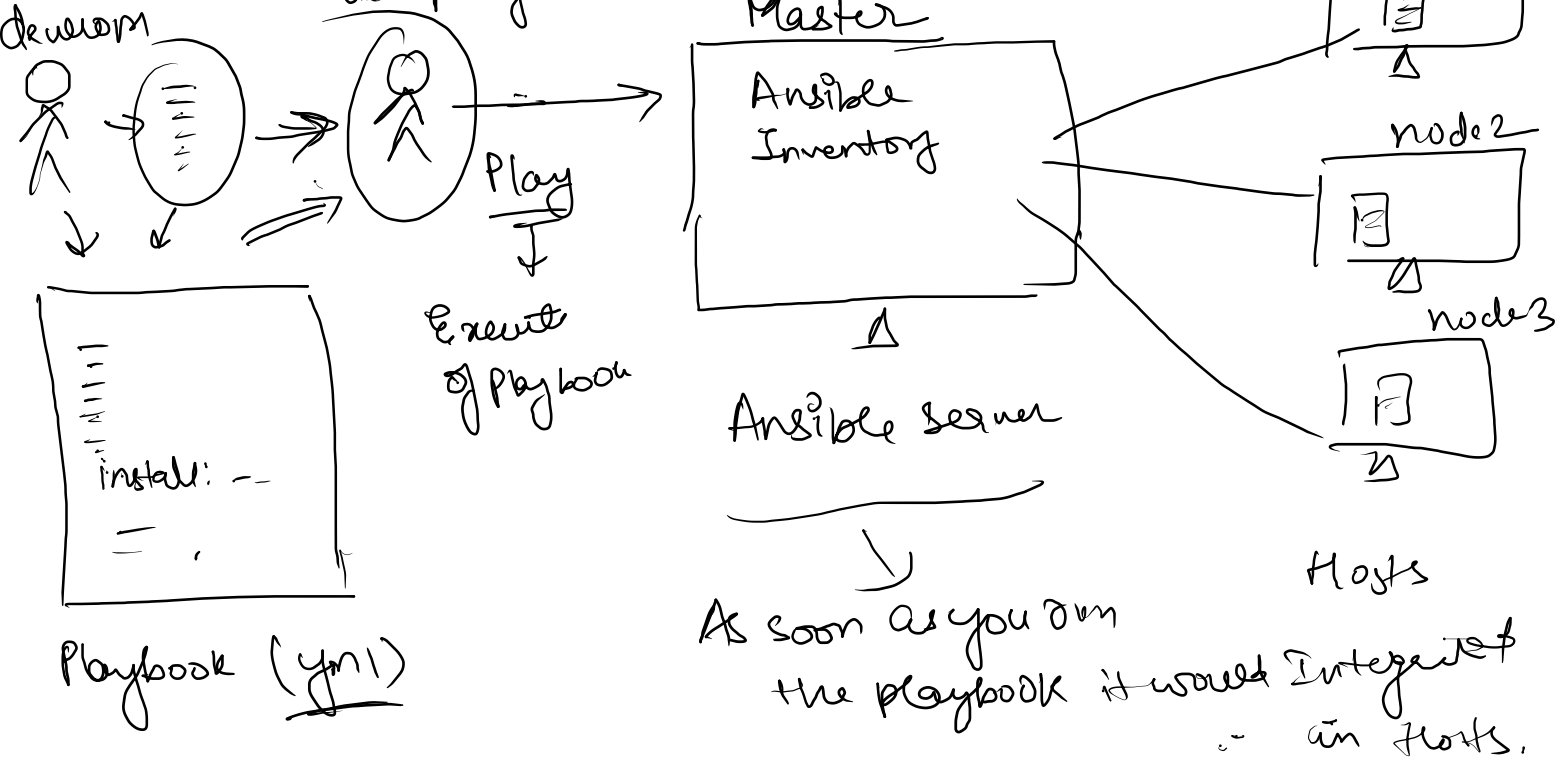 Master
Ansible
Inventory
Play
Execute
of Playbook
install: --
Playbook (yml)
Ansible server
As soon as you run
the playbook it would
in Hosts.
node2
node3
Hosts